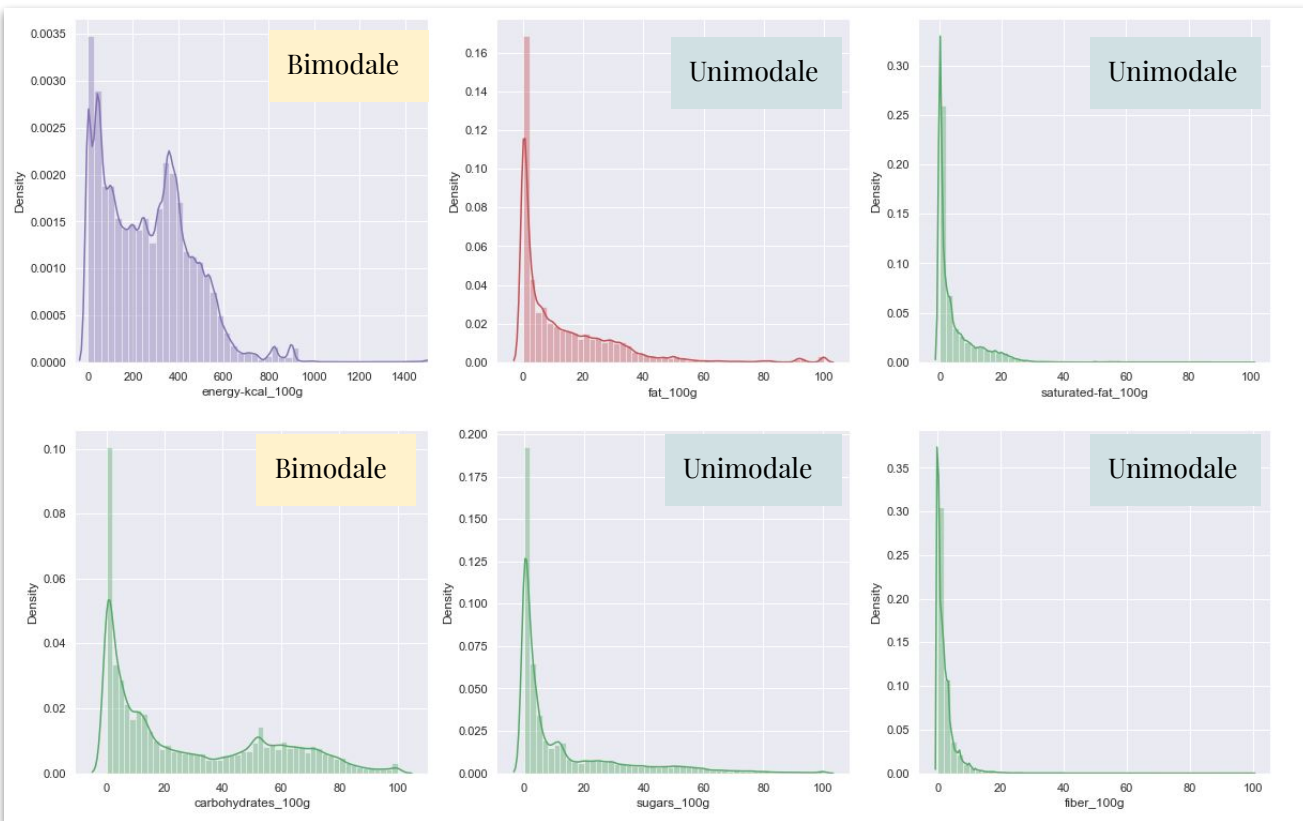 Bimodale
0.0035
0.0030
0.0025
0.0020
0.0015
0.0010
0.0005
0.0000
Density
0 200 400 600 800 1000 1200 1400
energy-kcal_100g
Unimodale
0.16
0.14
0.12
0.10
0.08
0.06
0.04
0.02
0.00
Density
0 20 40 60 80 100
fat_100g
Unimodale
0.30
0.25
0.20
0.15
0.10
0.05
0.00
Density
0 20 40 60 80 100
saturated-fat_100g
Bimodale
0.10
0.08
0.06
0.04
0.02
0.00
Density
0 20 40 60 80 100
carbohydrates_100g
Unimodale
0.200
0.175
0.150
0.125
0.100
0.075
0.050
0.025
0.00
Density
0 20 40 60 80 100
sugars_100g
Unimodale
0.35
0.30
0.25
0.20
0.15
0.10
0.05
0.00
Density
0 20 40 60 80 100
fiber_100g